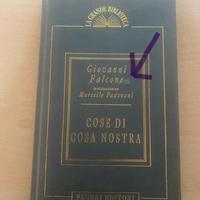 LA GRANDE BIBLIOTECA
Giovanni
Falcone
in collaborazione con
Marcelle Padovani
COSE DI
COSA NOSTRA
FABBRI EDITORI